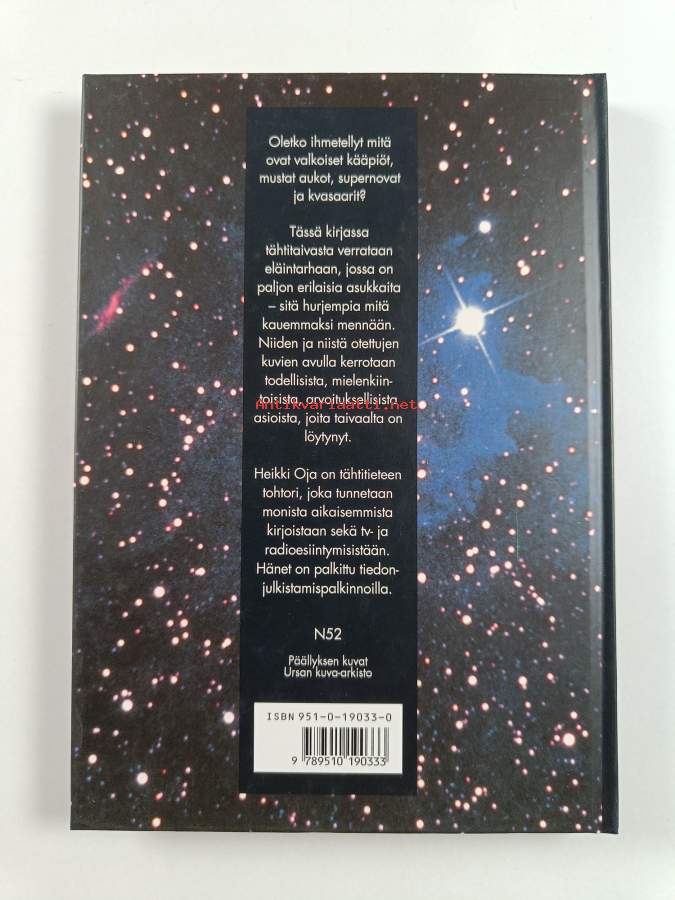 Oletko ihmetellyt mitä
ovat valkoiset kääpiöt,
mustat aukot, supernovat
ja kvasaarit?
Tässä kirjassa
tähtitaivasta verrataan
eläintarhaan, jossa on
paljon erilaisia asukkaita
– sitä hurjempia mitä
kauemmaksi mennään.
Niiden ja niistä otettujen
kuvien avulla kerrotaan
todellisista, mielenkiin-
toisista, arvoituksellisista
Antikvariaatti.net
asioista, joita taivaalta on
löytynyt.
Heikki Oja on tähtitieteen
tohtori, joka tunnetaan
monista aikaisemmista
kirjoistaan sekä tv- ja
radioesiintymisistään.
Hänet on palkittu tiedon-
julkistamispalkinnoilla.
N52
Päällyksen kuvat
Ursan kuva-arkisto
ISBN 951-0-19033-0
9 789510 190333